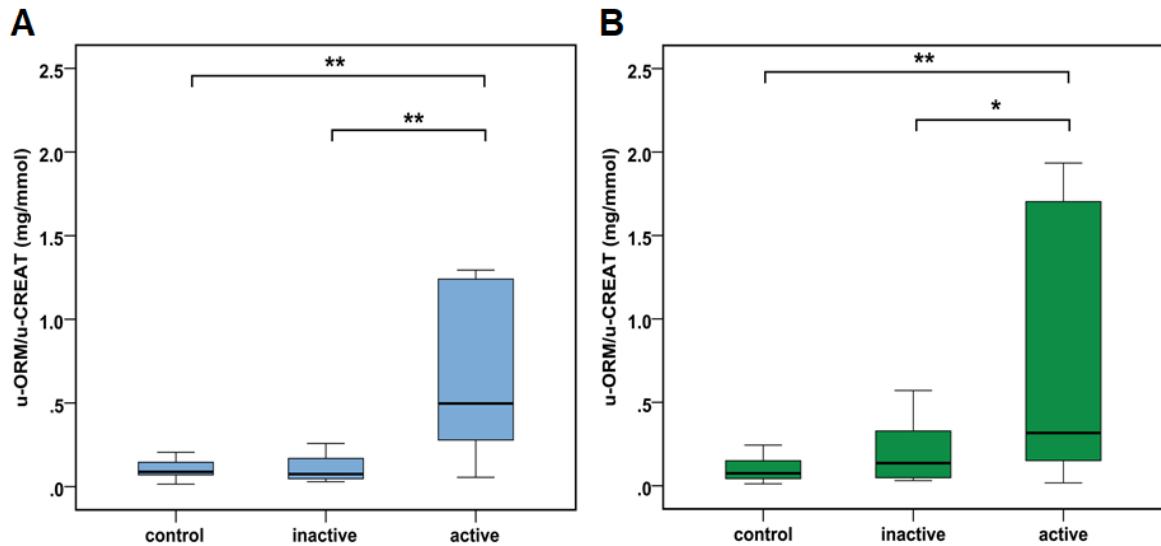 A
u-ORM/u-CREAT (mg/mmol)
2.5
2.0
1.5
1.0
.5
.0
**
**
control inactive active
B
u-ORM/u-CREAT (mg/mmol)
2.5
2.0
1.5
1.0
.5
.0
**
*
control inactive active